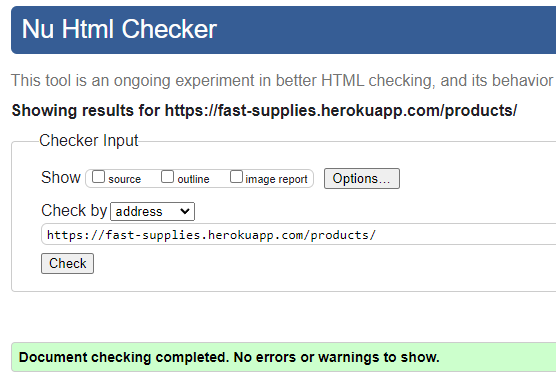 Nu Html Checker
This tool is an ongoing experiment in better HTML checking, and its behavior
Showing results for https://fast-supplies.herokuapp.com/products/
Checker Input
Show source outline image report Options...
Check by address
https://fast-supplies.herokuapp.com/products/
Check
Document checking completed. No errors or warnings to show.